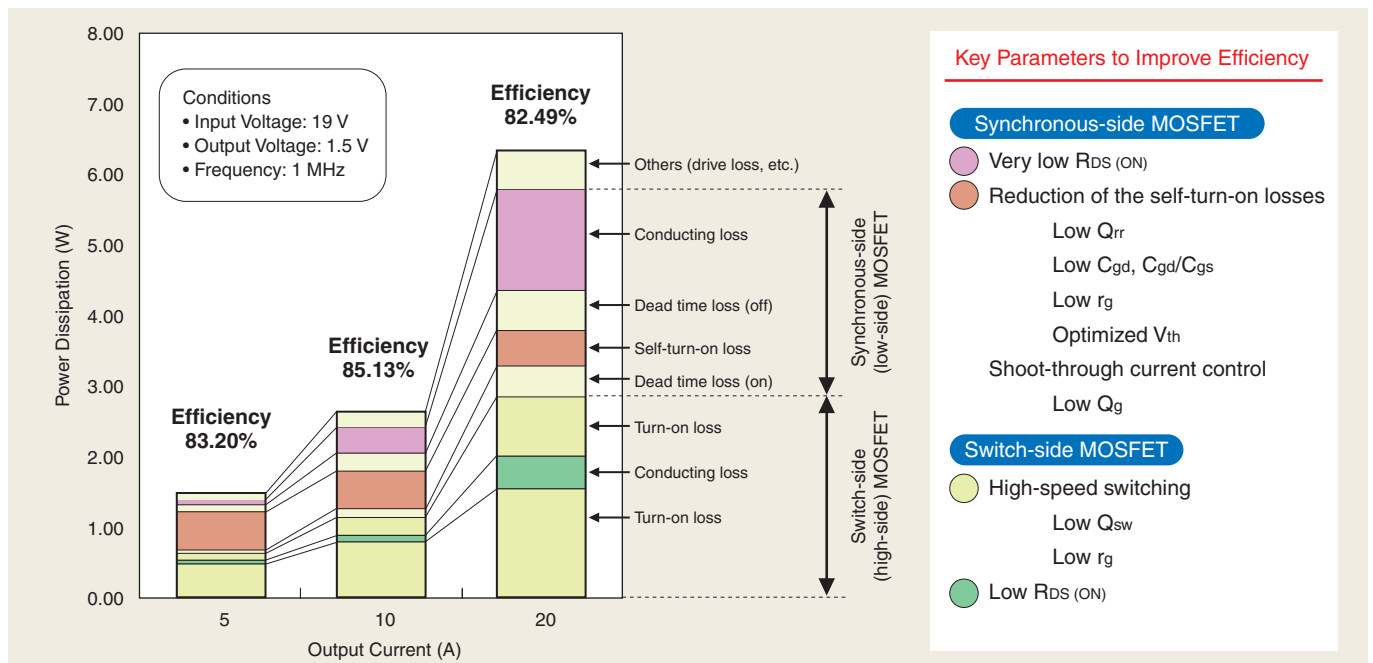 8.00
7.00
6.00
5.00
4.00
3.00
2.00
1.00
0.00
Power Dissipation (W)
Conditions
• Input Voltage: 19 V
• Output Voltage: 1.5 V
• Frequency: 1 MHz
Efficiency
83.20%
Efficiency
85.13%
Efficiency
82.49%
5
10
20
Output Current (A)
Others (drive loss, etc.)
Conducting loss
Dead time loss (off)
Self-turn-on loss
Dead time loss (on)
Turn-on loss
Conducting loss
Turn-on loss
Synchronous-side
(low-side) MOSFET
Switch-side
(high-side) MOSFET
Key Parameters to Improve Efficiency
Synchronous-side MOSFET
Very low RDS (ON)
Reduction of the self-turn-on losses
Low Qrr
Low Cgd, Cgd/Cgs
Low rg
Optimized Vth
Shoot-through current control
Low Qg
Switch-side MOSFET
High-speed switching
Low Qsw
Low rg
Low RDS (ON)